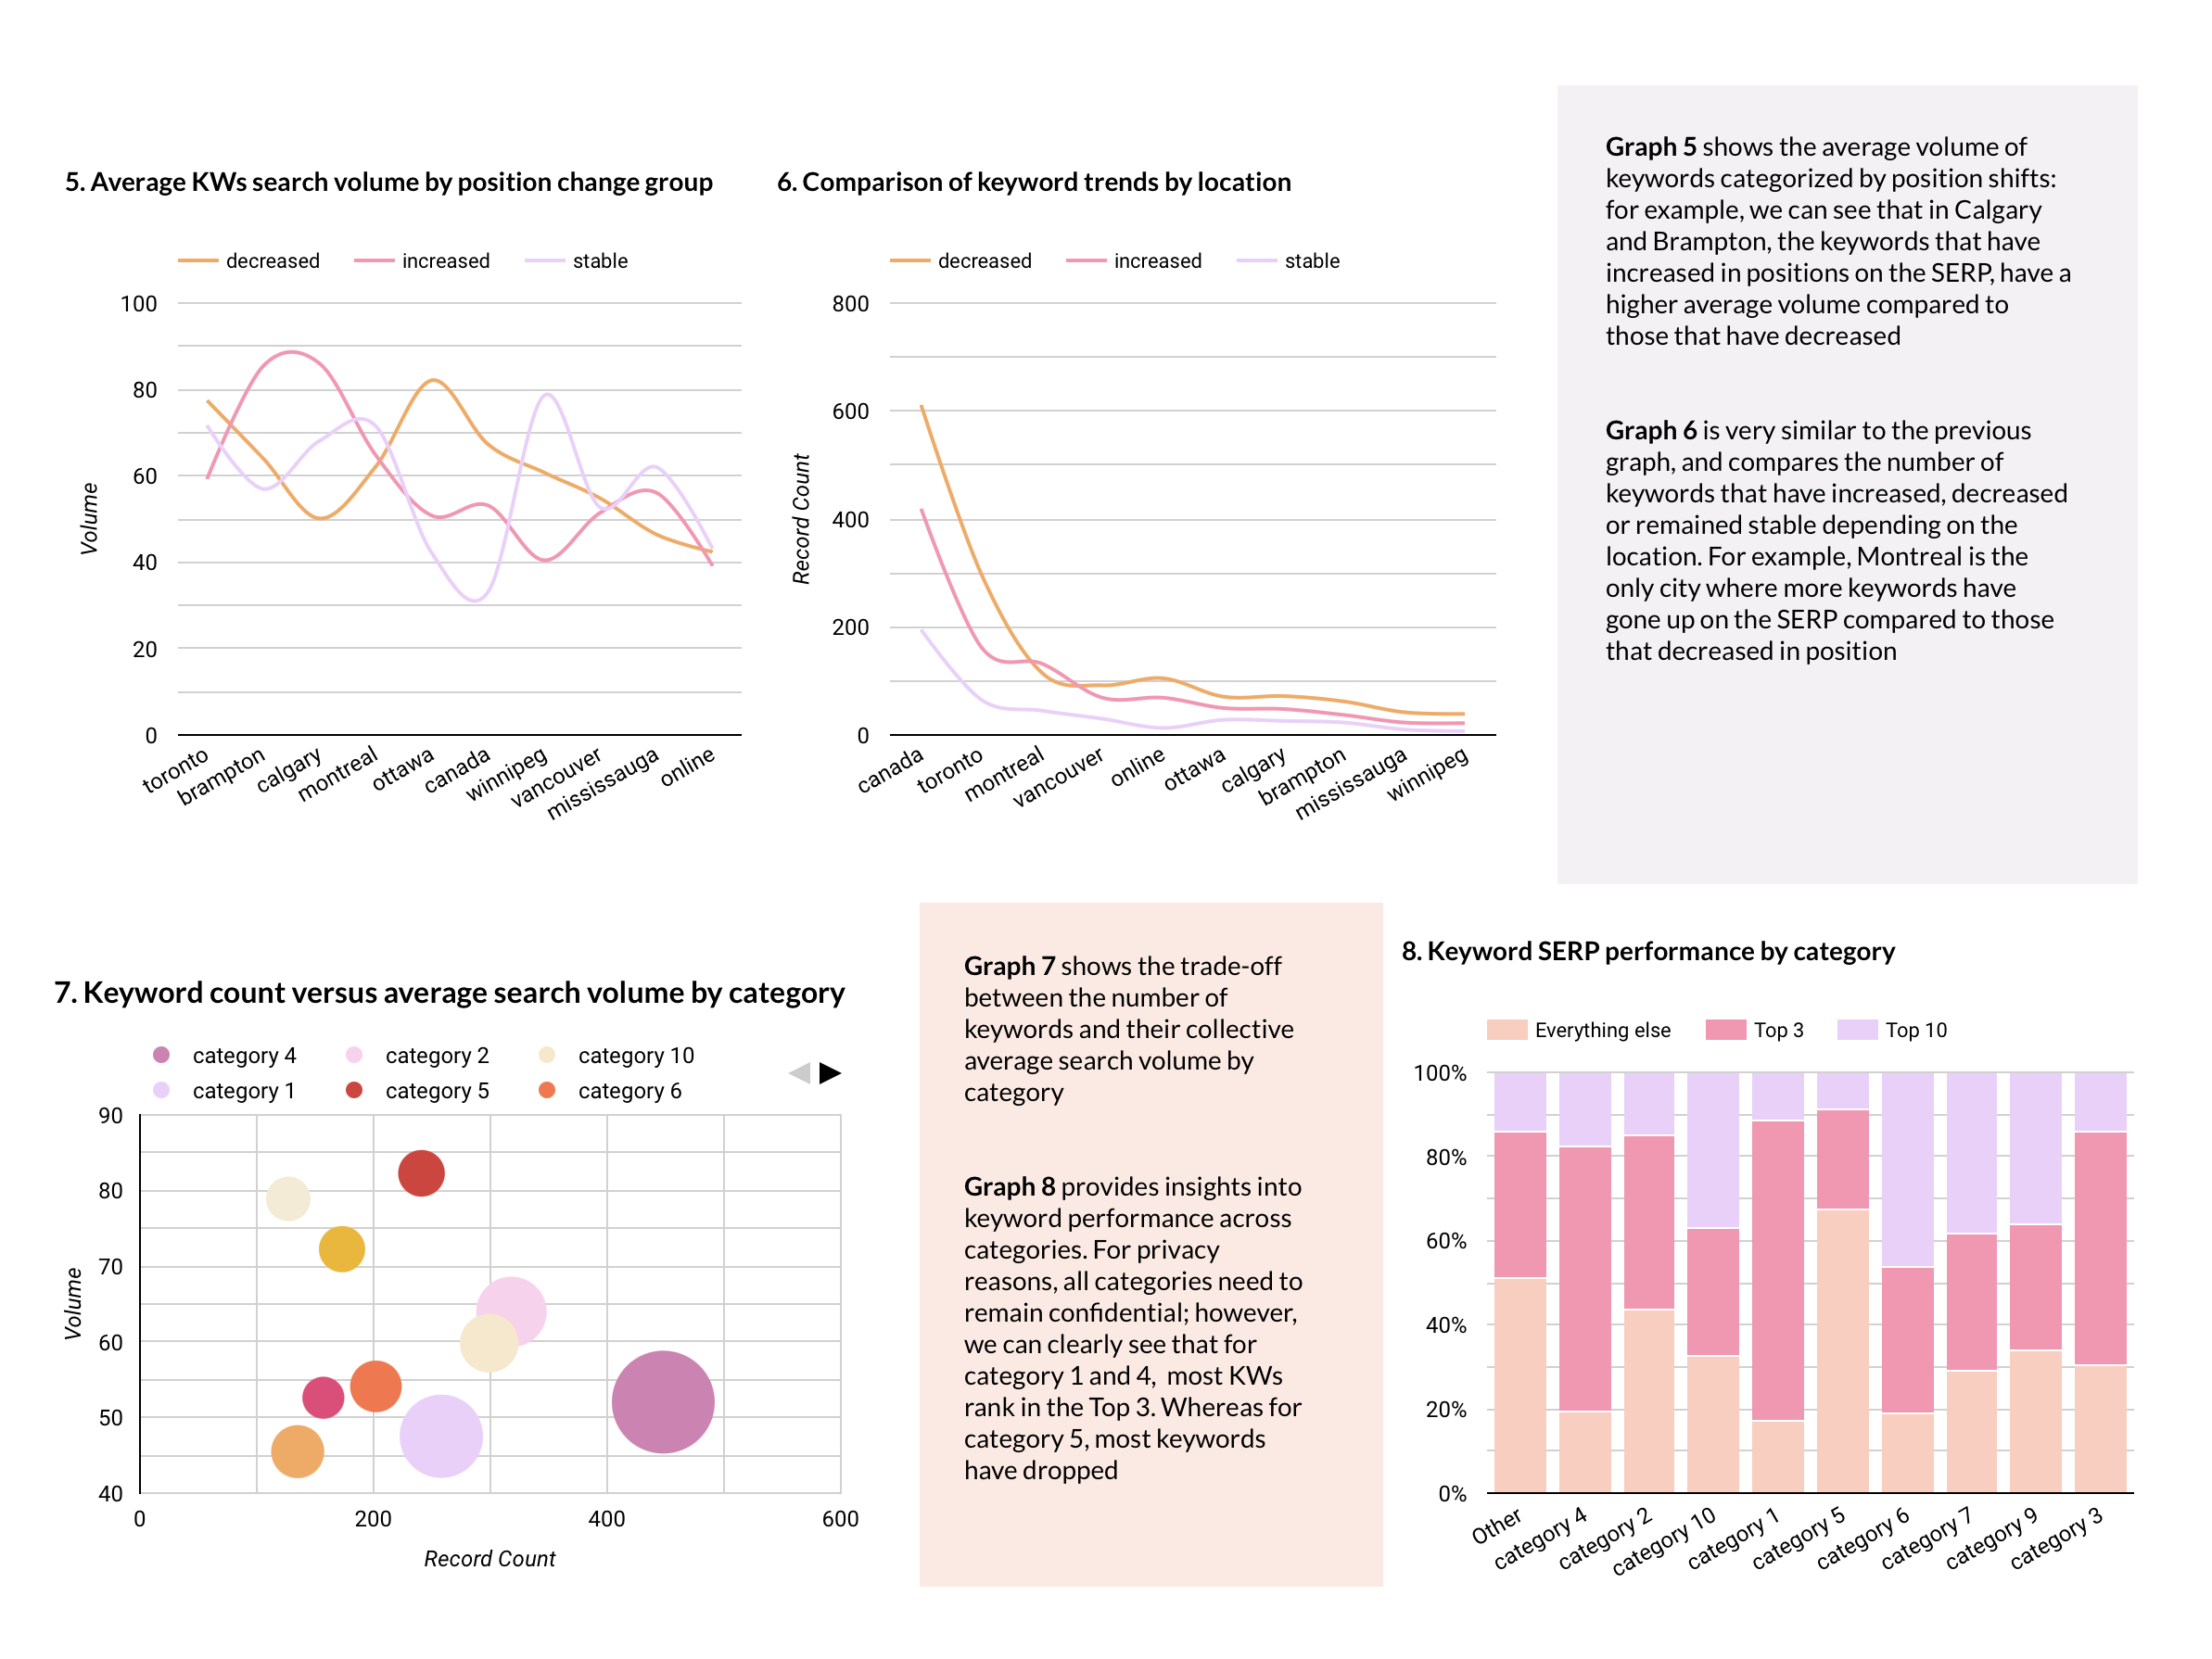 5. Average KWs search volume by position change group
decreased increased stable
100
80
60
40
20
0
Volume
toronto
brampton
calgary
montreal
ottawa
canada
winnipeg
vancouver
mississauga
online
6. Comparison of keyword trends by location
decreased increased stable
800
600
400
200
0
Record Count
canada
toronto
montreal
vancouver
online
ottawa
calgary
brampton
mississauga
winnipeg
Graph 5 shows the average volume of
keywords categorized by position shifts:
for example, we can see that in Calgary
and Brampton, the keywords that have
increased in positions on the SERP, have a
higher average volume compared to
those that have decreased
Graph 6 is very similar to the previous
graph, and compares the number of
keywords that have increased, decreased
or remained stable depending on the
location. For example, Montreal is the
only city where more keywords have
gone up on the SERP compared to those
that decreased in position
7. Keyword count versus average search volume by category
category 4 category 2 category 10
category 1 category 5 category 6
90
80
70
60
50
40
Volume
0 200 400 600
Record Count
Graph 7 shows the trade-off
between the number of
keywords and their collective
average search volume by
category
Graph 8 provides insights into
keyword performance across
categories. For privacy
reasons, all categories need to
remain confidential; however,
we can clearly see that for
category 1 and 4, most KWs
rank in the Top 3. Whereas for
category 5, most keywords
have dropped
8. Keyword SERP performance by category
Everything else Top 3 Top 10
100%
80%
60%
40%
20%
0%
Other
category 4
category 2
category 10
category 1
category 5
category 6
category 7
category 9
category 3